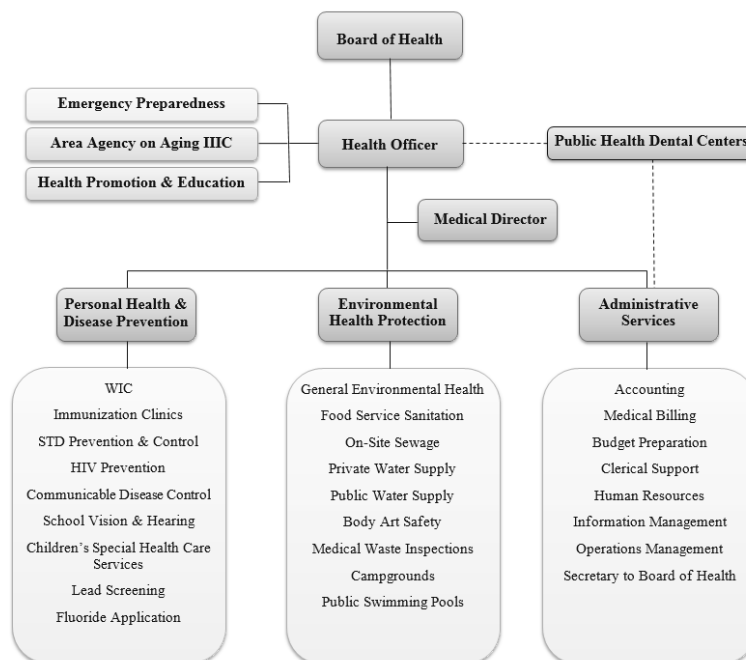 Board of Health
Emergency Preparedness
Area Agency on Aging IIIC
Health Promotion & Education
Health Officer
Public Health Dental Centers
Medical Director
Personal Health &
Disease Prevention
Environmental
Health Protection
Administrative
Services
WIC
Immunization Clinics
STD Prevention & Control
HIV Prevention
Communicable Disease Control
School Vision & Hearing
Children's Special Health Care
Services
Lead Screening
Fluoride Application
General Environmental Health
Food Service Sanitation
On-Site Sewage
Private Water Supply
Public Water Supply
Body Art Safety
Medical Waste Inspections
Campgrounds
Public Swimming Pools
Accounting
Medical Billing
Budget Preparation
Clerical Support
Human Resources
Information Management
Operations Management
Secretary to Board of Health